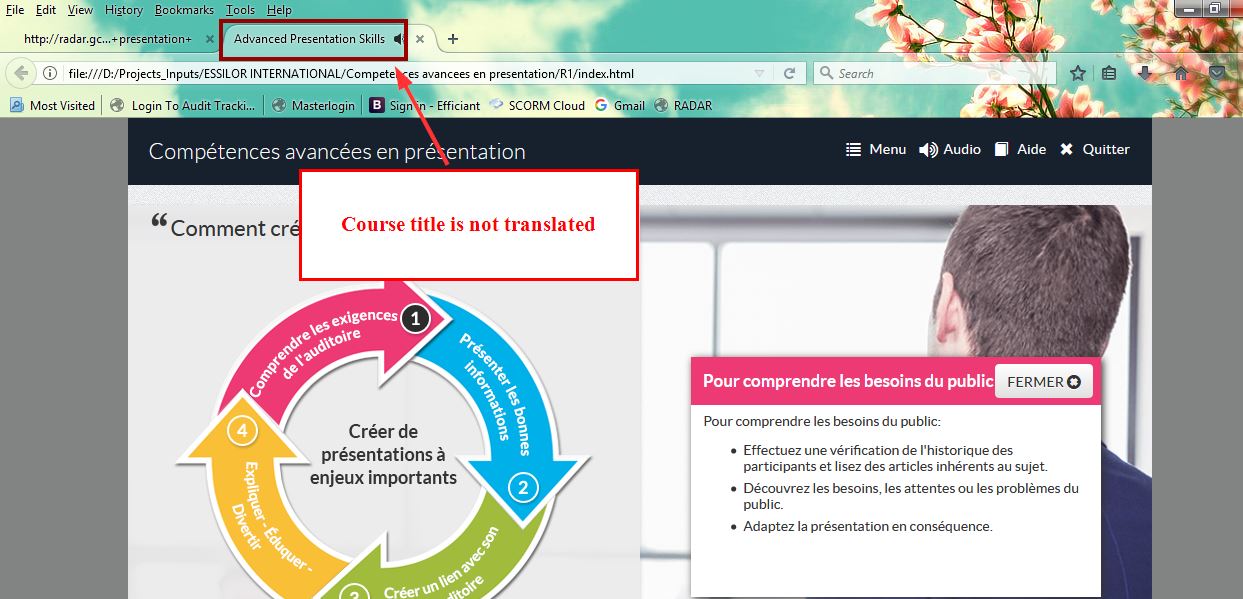 File Edit View History Bookmarks Tools Help
http://radar.gc...+presentation+
Advanced Presentation Skills
file:///D:/Projects_Inputs/ESSILOR INTERNATIONAL/Competences avancees en presentation/R1/index.html
Search
Most Visited
Login To Audit Tracki...
Masterlogin
B
- Efficiant
SCORM Cloud
G Gmail
RADAR
Compétences avancées en présentation
Menu
Audio
Aide
Quitter
Course title is not translated
“ Comment
1
Comprendre les exigences
de l'auditoire
Présenter les bonnes
informations
2
Créer un lien avec son
3
4
Expliquer - Éduquer -
Divertir
Créer de
présentations à
enjeux importants
Pour comprendre les besoins du public
FERMER
Pour comprendre les besoins du public:
• Effectuez une vérification de l'historique des
participants et lisez des articles inhérents au sujet.
• Découvrez les besoins, les attentes ou les problèmes du
public.
• Adaptez la présentation en conséquence.